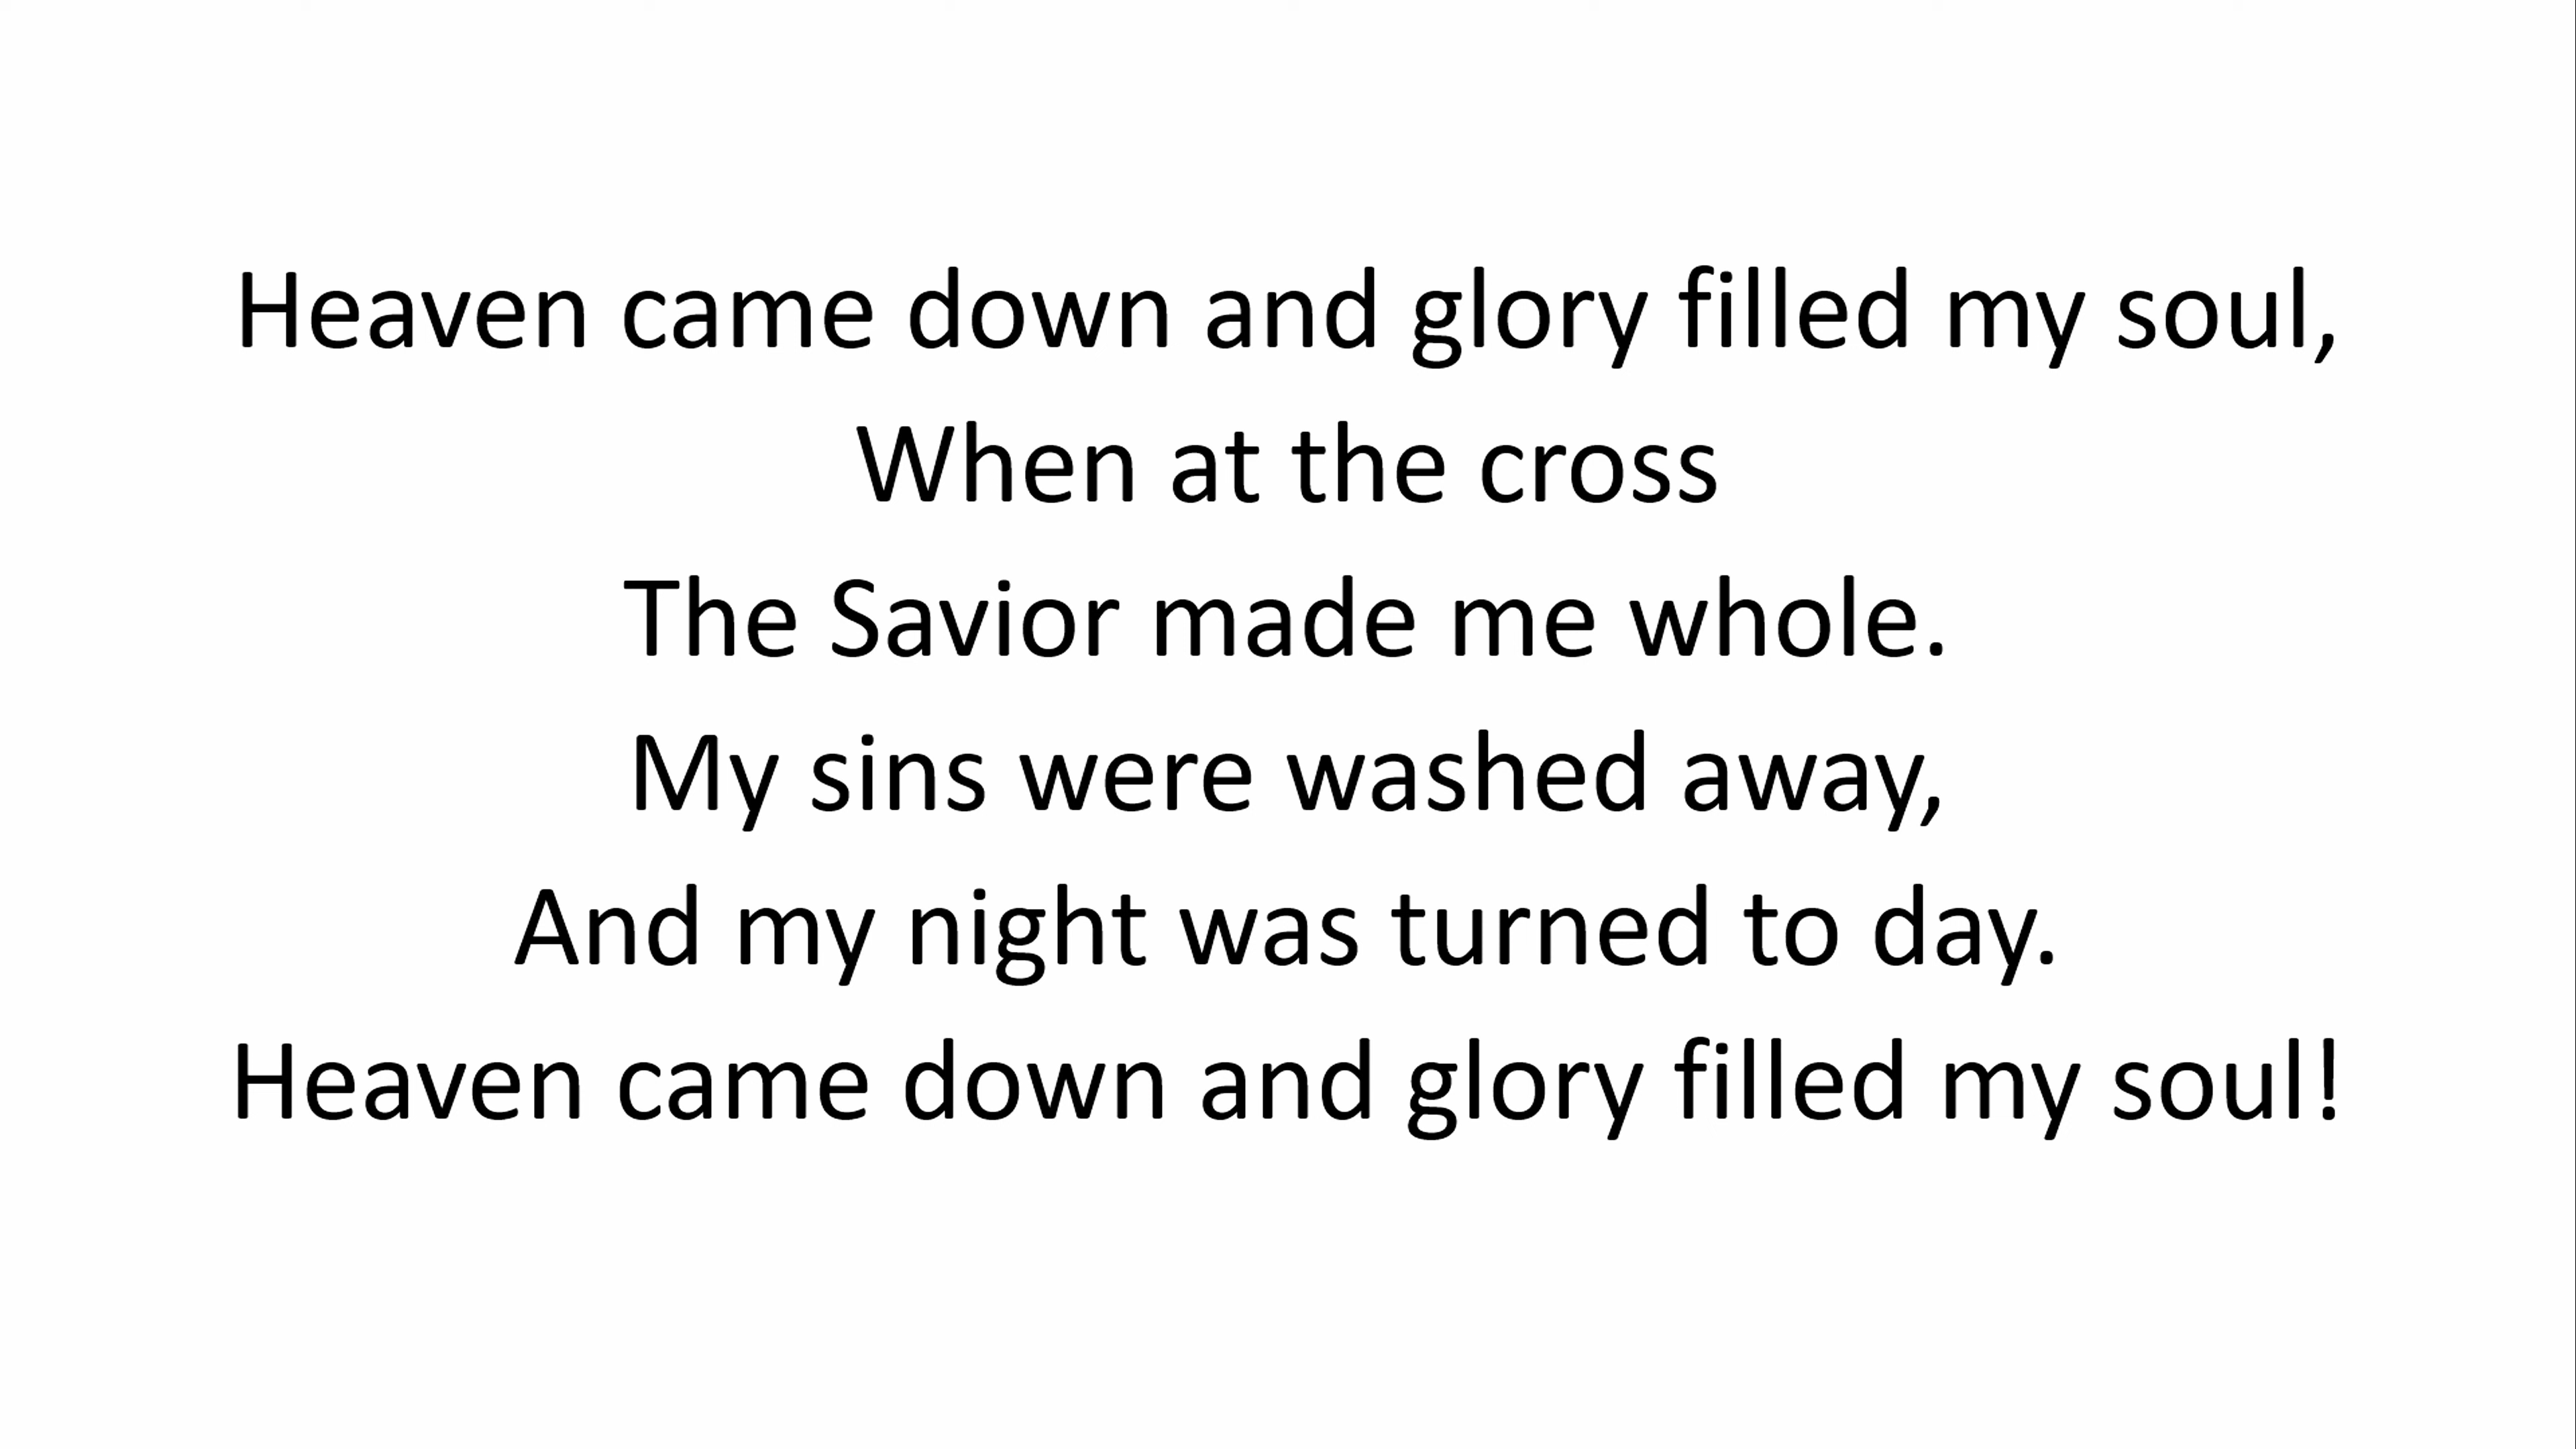 Heaven came down and glory filled my soul,
When at the cross
The Savior made me whole.
My sins were washed away,
And my night was turned to day.
Heaven came down and glory filled my soul!